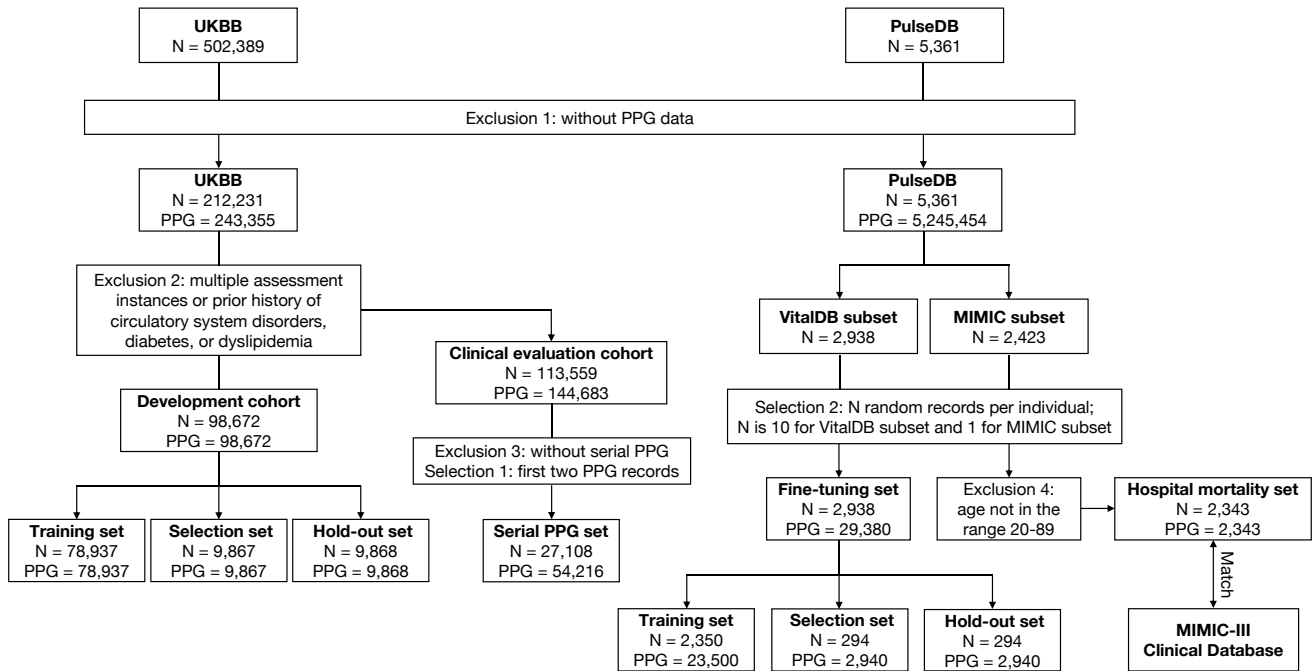 UKBB
N = 502,389
PulseDB
N = 5,361
Exclusion 1: without PPG data
UKBB
N = 212,231
PPG = 243,355
PulseDB
N = 5,361
PPG = 5,245,454
Exclusion 2: multiple assessment
instances or prior history of
circulatory system disorders,
diabetes, or dyslipidemia
VitalDB subset
N = 2,938
MIMIC subset
N = 2,423
Clinical evaluation cohort
N = 113,559
PPG = 144,683
Development cohort
N = 98,672
PPG = 98,672
Selection 2: N random records per individual;
N is 10 for VitalDB subset and 1 for MIMIC subset
Exclusion 3: without serial PPG
Selection 1: first two PPG records
Fine-tuning set
N = 2,938
PPG = 29,380
Exclusion 4:
age not in the
range 20-89
Hospital mortality set
N = 2,343
PPG = 2,343
Training set
N = 78,937
PPG = 78,937
Selection set
N = 9,867
PPG = 9,867
Hold-out set
N = 9,868
PPG = 9,868
Serial PPG set
N = 27,108
PPG = 54,216
Match
Training set
N = 2,350
PPG = 23,500
Selection set
N = 294
PPG = 2,940
Hold-out set
N = 294
PPG = 2,940
MIMIC-III
Clinical Database